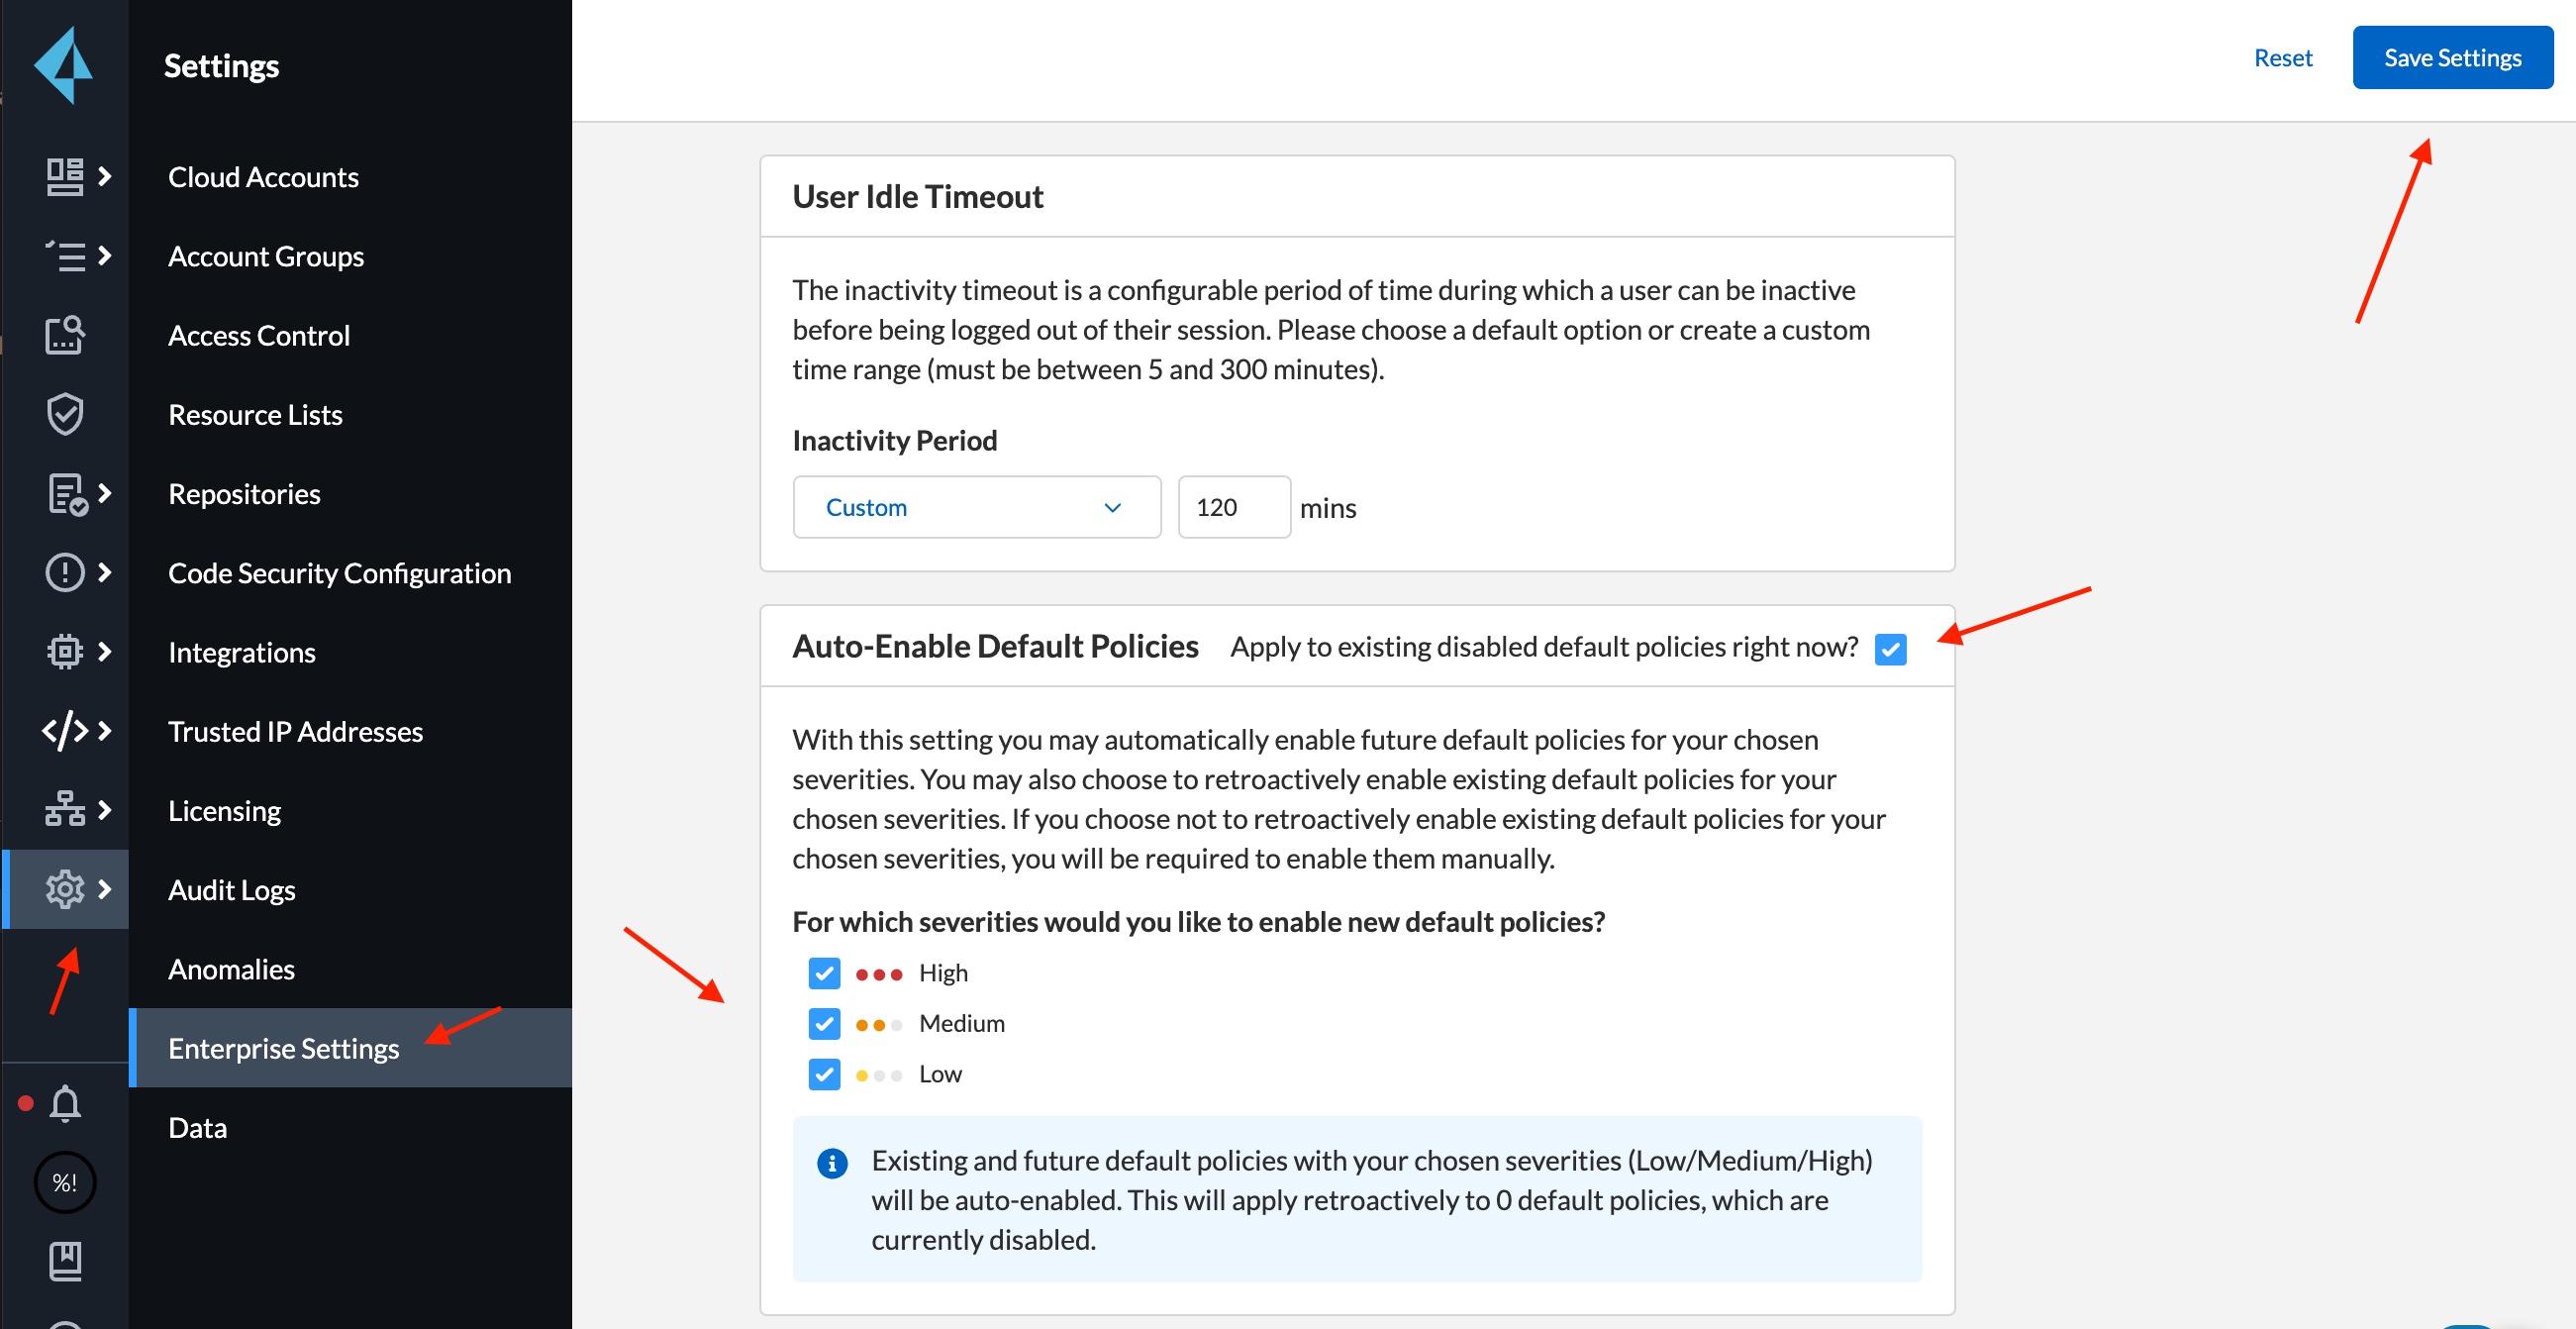 Settings
Cloud Accounts
Account Groups
Access Control
Resource Lists
Repositories
Code Security Configuration
Integrations
Trusted IP Addresses
Licensing
Audit Logs
Anomalies
Enterprise Settings
Data
%!
Reset
Save Settings
User Idle Timeout
The inactivity timeout is a configurable period of time during which a user can be inactive
before being logged out of their session. Please choose a default option or create a custom
time range (must be between 5 and 300 minutes).
Inactivity Period
Custom 120 mins
Auto-Enable Default Policies Apply to existing disabled default policies right now?
With this setting you may automatically enable future default policies for your chosen
severities. You may also choose to retroactively enable existing default policies for your
chosen severities. If you choose not to retroactively enable existing default policies for your
chosen severities, you will be required to enable them manually.
For which severities would you like to enable new default policies?
High
Medium
Low
Existing and future default policies with your chosen severities (Low/Medium/High)
will be auto-enabled. This will apply retroactively to 0 default policies, which are
currently disabled.